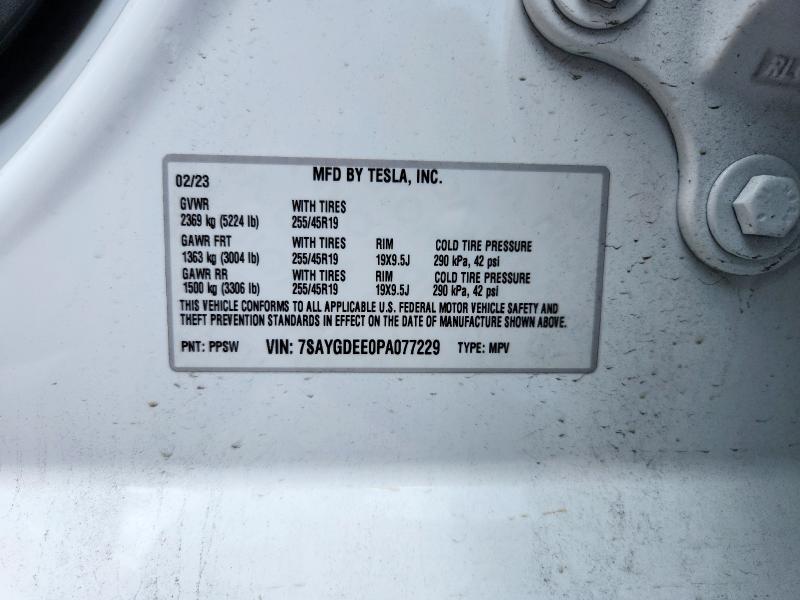 MFD BY TESLA, INC.
02/23
GVWR WITH TIRES
2369 kg (5224 lb) 255/45R19
GAWR FRT WITH TIRES RIM COLD TIRE PRESSURE
1363 kg (3004 lb) 255/45R19 19X9.5J 290 kPa, 42 psi
GAWR RR WITH TIRES RIM COLD TIRE PRESSURE
1500 kg (3306 lb) 255/45R19 19X9.5J 290 kPa, 42 psi
THIS VEHICLE CONFORMS TO ALL APPLICABLE U.S. FEDERAL MOTOR VEHICLE SAFETY AND
THEFT PREVENTION STANDARDS IN EFFECT ON THE DATE OF MANUFACTURE SHOWN ABOVE.
PNT: PPSW VIN: 7SAYGDEE0PA077229 TYPE: MPV